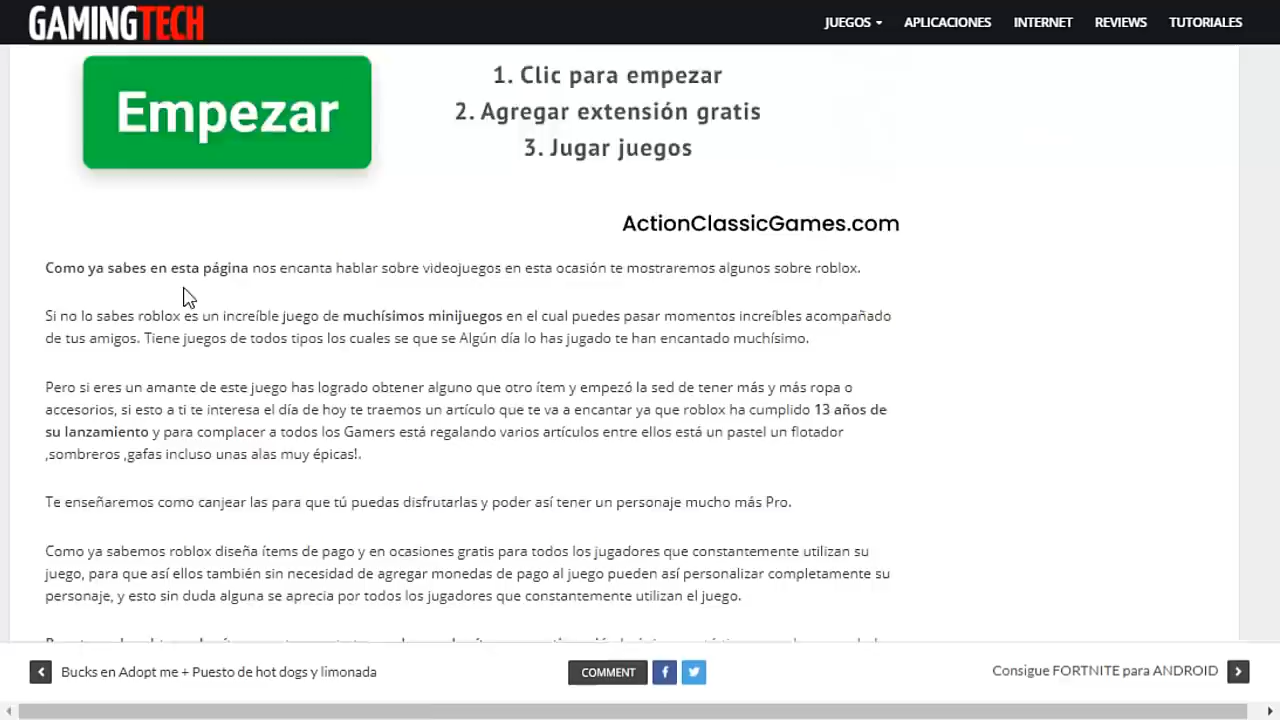 GAMINGTECH
JUEGOS APLICACIONES INTERNET REVIEWS TUTORIALES
Empezar
1. Clic para empezar
2. Agregar extensión gratis
3. Jugar juegos
ActionClassicGames.com
Como ya sabes en esta página nos encanta hablar sobre videojuegos en esta ocasión te mostraremos algunos sobre roblox.
Si no lo sabes roblox es un increíble juego de muchísimos minijuegos en el cual puedes pasar momentos increíbles acompañado
de tus amigos. Tiene juegos de todos tipos los cuales se que se Algún día lo has jugado te han encantado muchísimo.
Pero si eres un amante de este juego has logrado obtener alguno que otro ítem y empezó la sed de tener más y más ropa o
accesorios, si esto a ti te interesa el día de hoy te traemos un artículo que te va a encantar ya que roblox ha cumplido 13 años de
su lanzamiento y para complacer a todos los Gamers está regalando varios artículos entre ellos está un pastel un flotador
,sombreros ,gafas incluso unas alas muy épicas!.
Te enseñaremos como canjear las para que tú puedas disfrutarlas y poder así tener un personaje mucho más Pro.
Como ya sabemos roblox diseña ítems de pago y en ocasiones gratis para todos los jugadores que constantemente utilizan su
juego, para que así ellos también sin necesidad de agregar monedas de pago al juego pueden así personalizar completamente su
personaje, y esto sin duda alguna se aprecia por todos los jugadores que constantemente utilizan el juego.
Bucks en Adopt me + Puesto de hot dogs y limonada
COMMENT
Consigue FORTNITE para ANDROID